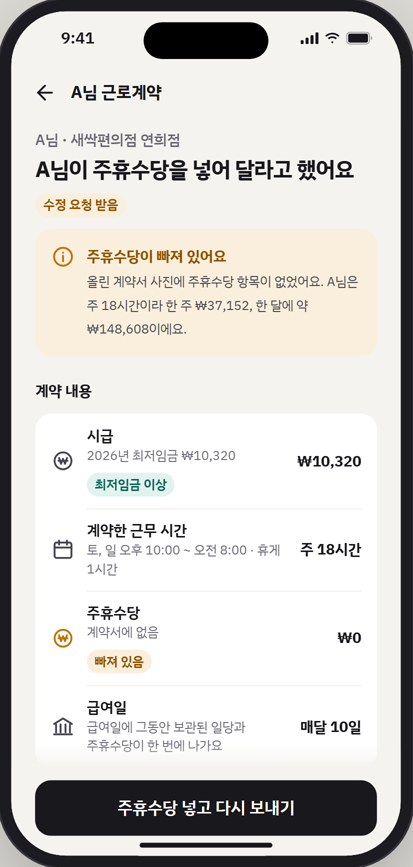 9:41
A님 근로계약
A님 · 새싹편의점 연희점
A님이 주휴수당을 넣어 달라고 했어요
수정 요청 받음
주휴수당이 빠져 있어요
올린 계약서 사진에 주휴수당 항목이 없었어요. A님은
주 18시간이라 한 주 ₩37,152, 한 달에 약
₩148,608이에요.
계약 내용
시급
2026년 최저임금 ₩10,320
최저임금 이상
₩10,320
계약한 근무 시간
토, 일 오후 10:00 ~ 오전 8:00 · 휴게
1시간
주 18시간
주휴수당
계약서에 없음
빠져 있음
₩0
급여일
급여일에 그동안 보관된 일당과
주휴수당이 한 번에 나가요
매달 10일
주휴수당 넣고 다시 보내기